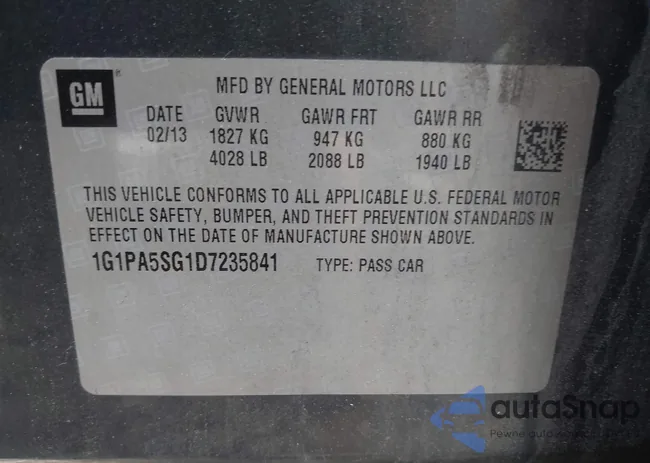 GM
MFD BY GENERAL MOTORS LLC
DATE GVWR GAWR FRT GAWR RR
02/13 1827 KG 947 KG 880 KG
4028 LB 2088 LB 1940 LB
THIS VEHICLE CONFORMS TO ALL APPLICABLE U.S. FEDERAL MOTOR
VEHICLE SAFETY, BUMPER, AND THEFT PREVENTION STANDARDS IN
EFFECT ON THE DATE OF MANUFACTURE SHOWN ABOVE.
1G1PA5SG1D7235841 TYPE: PASS CAR
autoSnap
Pewne auto